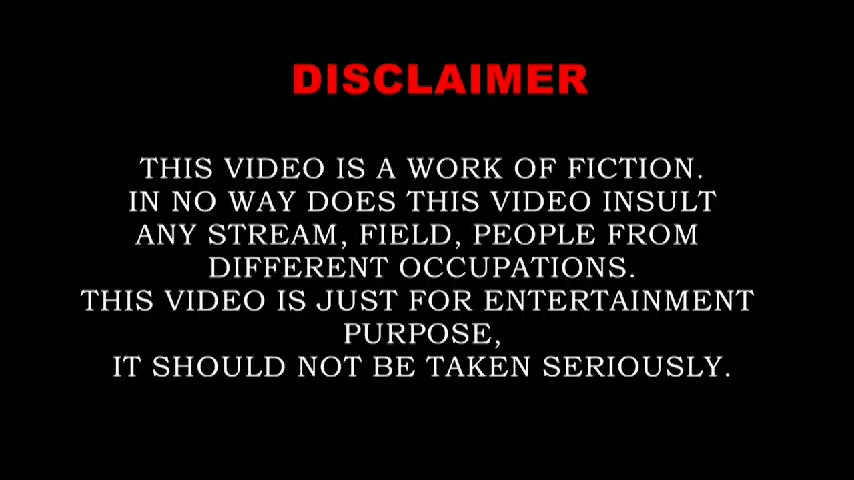 DISCLAIMER
THIS VIDEO IS A WORK OF FICTION.
IN NO WAY DOES THIS VIDEO INSULT
ANY STREAM, FIELD, PEOPLE FROM
DIFFERENT OCCUPATIONS.
THIS VIDEO IS JUST FOR ENTERTAINMENT
PURPOSE,
IT SHOULD NOT BE TAKEN SERIOUSLY.